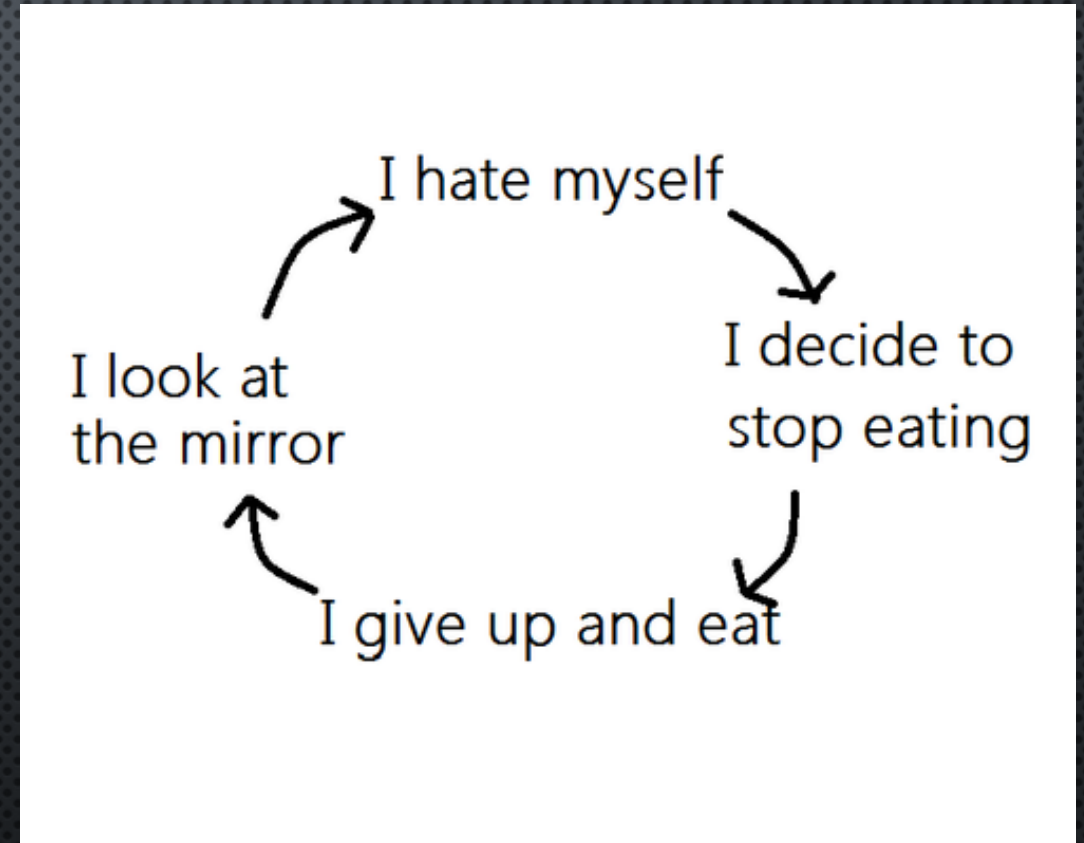 I hate myself
I decide to
stop eating
I give up and eat
I look at
the mirror